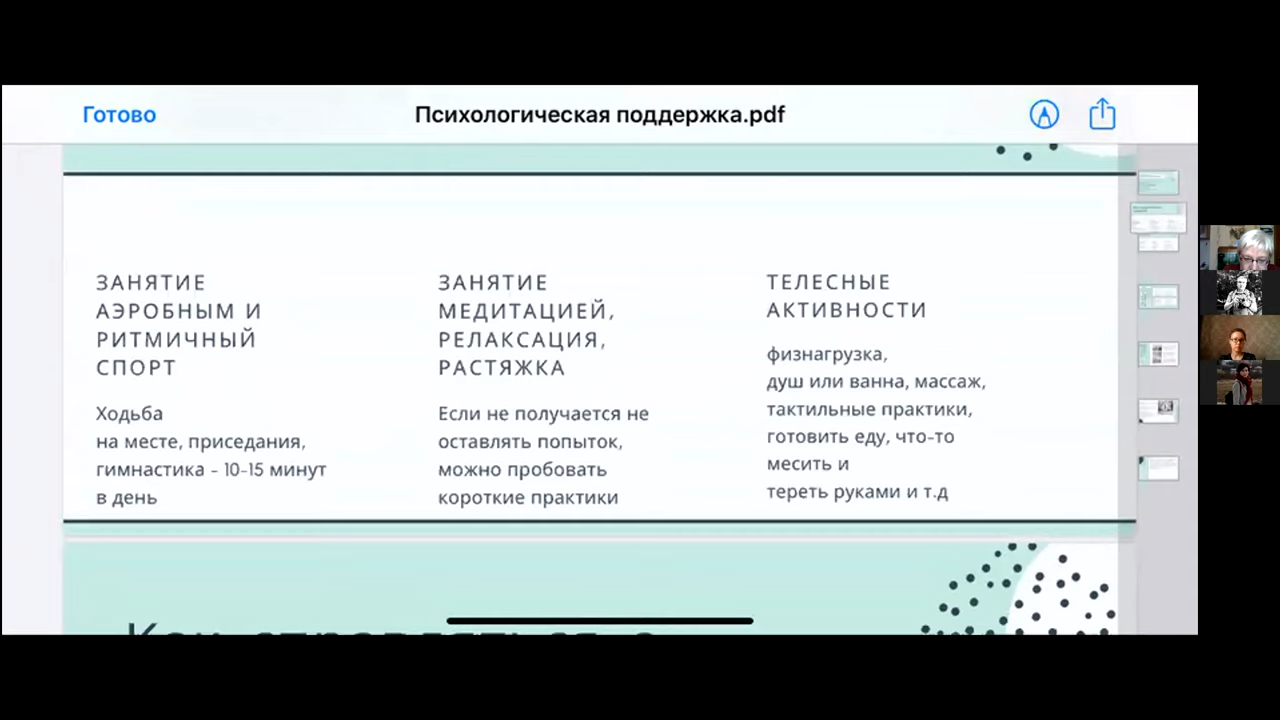 Готово
Психологическая поддержка.pdf
ЗАНЯТИЕ
АЭРОБНЫМ И
РИТМИЧНЫЙ
СПОРТ
Ходьба
на месте, приседания,
гимнастика - 10-15 минут
в день
ЗАНЯТИЕ
МЕДИТАЦИЕЙ,
РЕЛАКСАЦИЯ,
РАСТЯЖКА
Если не получается не
оставлять попыток,
можно пробовать
короткие практики
ТЕЛЕСНЫЕ
АКТИВНОСТИ
физнагрузка,
душ или ванна, массаж,
тактильные практики,
готовить еду, что-то
месить и
тереть руками и т.д